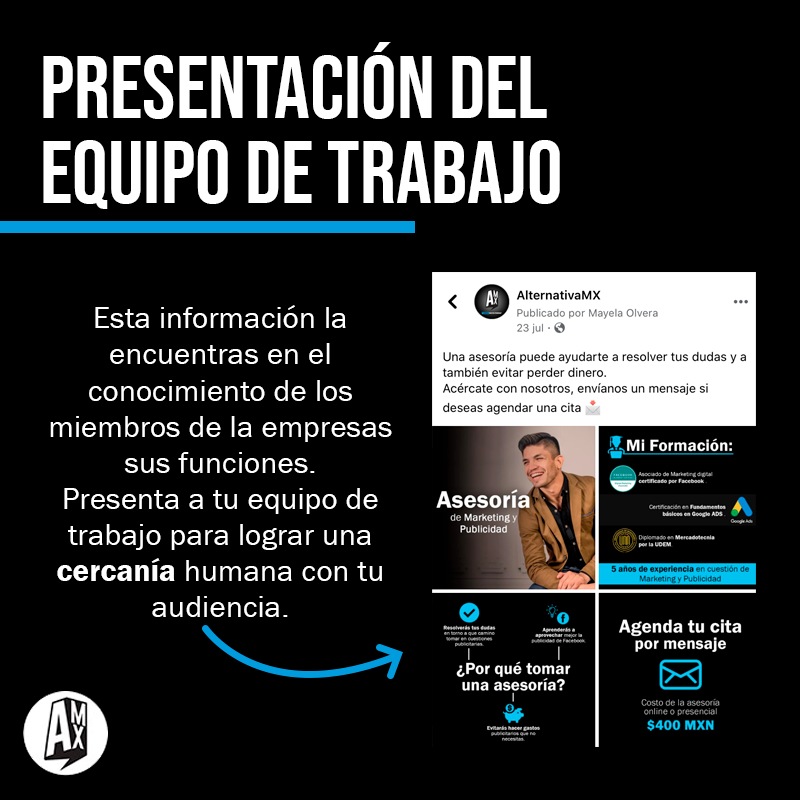 PRESENTACIÓN DEL
EQUIPO DE TRABAJO
Esta información la
encuentras en el
conocimiento de los
miembros de la empresas
sus funciones.
Presenta a tu equipo de
trabajo para lograr una
cercanía humana con tu
audiencia.
AMX
AlternativaMX
Publicado por Mayela Olvera
23 jul ·
Una asesoría puede ayudarte a resolver tus dudas y a
también evitar perder dinero.
Acércate con nosotros, envíanos un mensaje si
deseas agendar una cita
Asesoría
de Marketing y
Publicidad
Mi Formación:
Asociado de Marketing digital
certificado por Facebook
Certificación en Fundamentos
básicos en Google ADS .
Google Ads
Diplomado en Mercadotecnia
por la UDEM
5 años de experiencia en cuestión de
Marketing y Publicidad
Resolverás tus dudas
en torno a que camino
tomar en cuestiones
publicitarias.
Aprenderás a
aprovechar mejor la
publicidad de Facebook.
¿Por qué tomar
una asesoría?
Evitarás hacer gastos
publicitarios que no
necesitas.
Agenda tu cita
por mensaje
Costo de la asesoría
online o presencial
$400 MXN
AMX